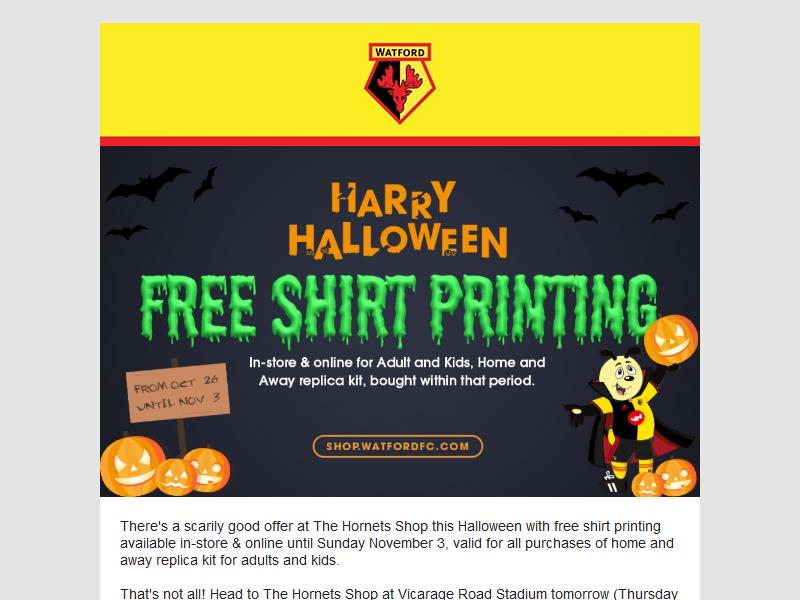 WATFORD
HARRY
HALLOWEEN
FREE SHIRT PRINTING
In-store & online for Adult and Kids, Home and
Away replica kit, bought within that period.
FROM OCT 26
UNTIL NOV 3
SHOP.WATFORDFC.COM
There's a scarily good offer at The Hornets Shop this Halloween with free shirt printing
available in-store & online until Sunday November 3, valid for all purchases of home and
away replica kit for adults and kids.
That's not all! Head to The Hornets Shop at Vicarage Road Stadium tomorrow (Thursday